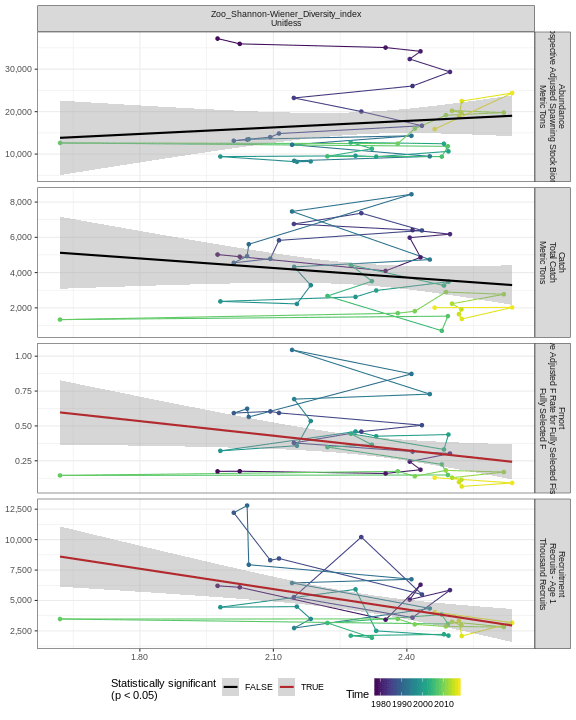 Zoo_Shannon-Wiener_Diversity_index
Unitless
30,000
20,000
10,000
Abundance
Adjusted Spawning Stock
Metric Tons
8,000
6,000
4,000
2,000
Catch
Total Catch
Metric Tons
1.00
0.75
0.50
0.25
Fmort
Adjusted F Rate for Fully Selected
Fully Selected F
12,500
10,000
7,500
5,000
2,500
Recruitment
Recruits - Age 1
Thousand Recruits
1.80
2.10
2.40
Statistically significant
(p < 0.05)
FALSE
TRUE
Time
1980 1990 2000 2010